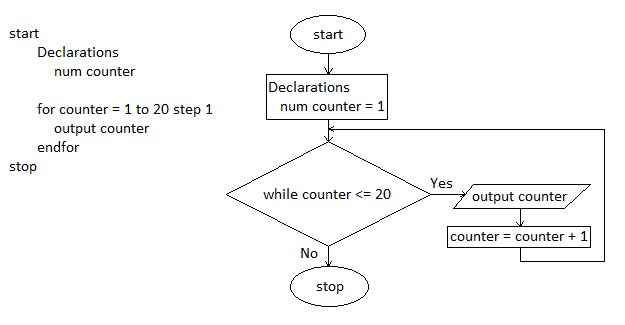 start
Declarations
num counter
for counter = 1 to 20 step 1
output counter
endfor
stop
start
Declarations
num counter = 1
while counter <= 20
Yes
output counter
counter = counter + 1
No
stop